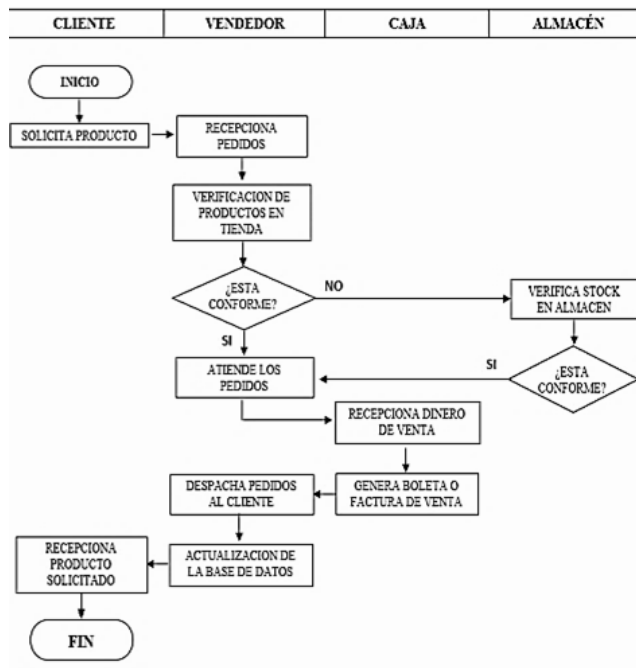 CLIENTE
VENDEDOR
CAJA
ALMACÉN
INICIO
SOLICITA PRODUCTO
RECEPCIONA
PEDIDOS
VERIFICACION DE
PRODUCTOS EN
TIENDA
¿ESTA
CONFORME?
NO
VERIFICA STOCK
EN ALMACEN
SI
¿ESTA
CONFORME?
SI
ATIENDE LOS
PEDIDOS
RECEPCIONA DINERO
DE VENTA
GENERA BOLETA O
FACTURA DE VENTA
DESPACHA PEDIDOS
AL CLIENTE
ACTUALIZACION DE
LA BASE DE DATOS
RECEPCIONA
PRODUCTO
SOLICITADO
FIN